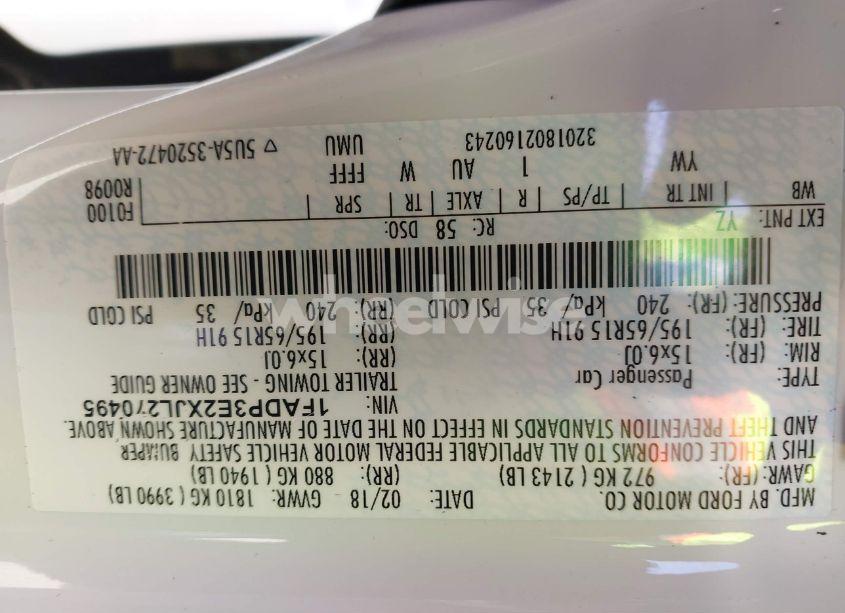 MFD. BY FORD MOTOR CO.
DATE: 02/18 GVWR: 1810 KG ( 3990 LB)
GAWR: (FR): 972 KG ( 2143 LB) (RR): 880 KG ( 1940 LB)
THIS VEHICLE CONFORMS TO ALL APPLICABLE FEDERAL MOTOR VEHICLE SAFETY BUMPER
AND THEFT PREVENTION STANDARDS IN EFFECT ON THE DATE OF MANUFACTURE SHOWN ABOVE.
VIN: 1FADP3E2XJL270495
TYPE: Passenger Car TRAILER TOWING - SEE OWNER GUIDE
RIM: (FR): 15x6.0J (RR): 15x6.0J
TIRE: (FR): 195/65R15 91H (RR): 195/65R15 91H
PRESSURE: (FR): 240 kPa/ 35 PSI COLD (RR): 240 kPa/ 35 PSI COLD
wheelwise
EXT PNT: YZ RC: 58 DSO:
WB INT TR TP/PS R AXLE TR SPR F0100
R0098
YW 1 AU W FFFF
3201802160243 UMU ▽ 5U5A-3520472-AA